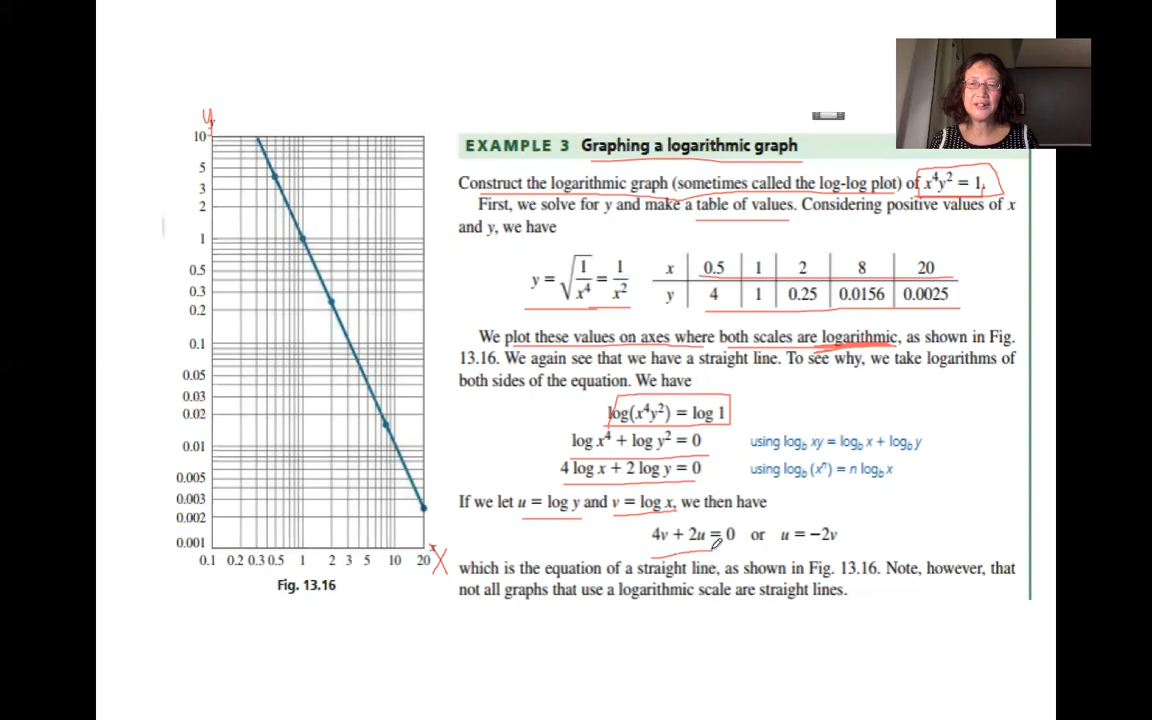 y
10
5
3
2
1
0.5
0.3
0.2
0.1
0.05
0.03
0.02
0.01
0.005
0.003
0.002
0.001
0.1 0.2 0.3 0.5 1 2 3 5 10 20
x
X
Fig. 13.16
EXAMPLE 3 Graphing a logarithmic graph
Construct the logarithmic graph (sometimes called the log-log plot) of x⁴y² = 1.
First, we solve for y and make a table of values. Considering positive values of x
and y, we have
y = √(1/x⁴) = 1/x²
x 0.5 1 2 8 20
y 4 1 0.25 0.0156 0.0025
We plot these values on axes where both scales are logarithmic, as shown in Fig.
13.16. We again see that we have a straight line. To see why, we take logarithms of
both sides of the equation. We have
log(x⁴y²) = log 1
log x⁴ + log y² = 0 using log_b xy = log_b x + log_b y
4 log x + 2 log y = 0 using log_b (xⁿ) = n log_b x
If we let u = log y and v = log x, we then have
4v + 2u = 0 or u = −2v
which is the equation of a straight line, as shown in Fig. 13.16. Note, however, that
not all graphs that use a logarithmic scale are straight lines.